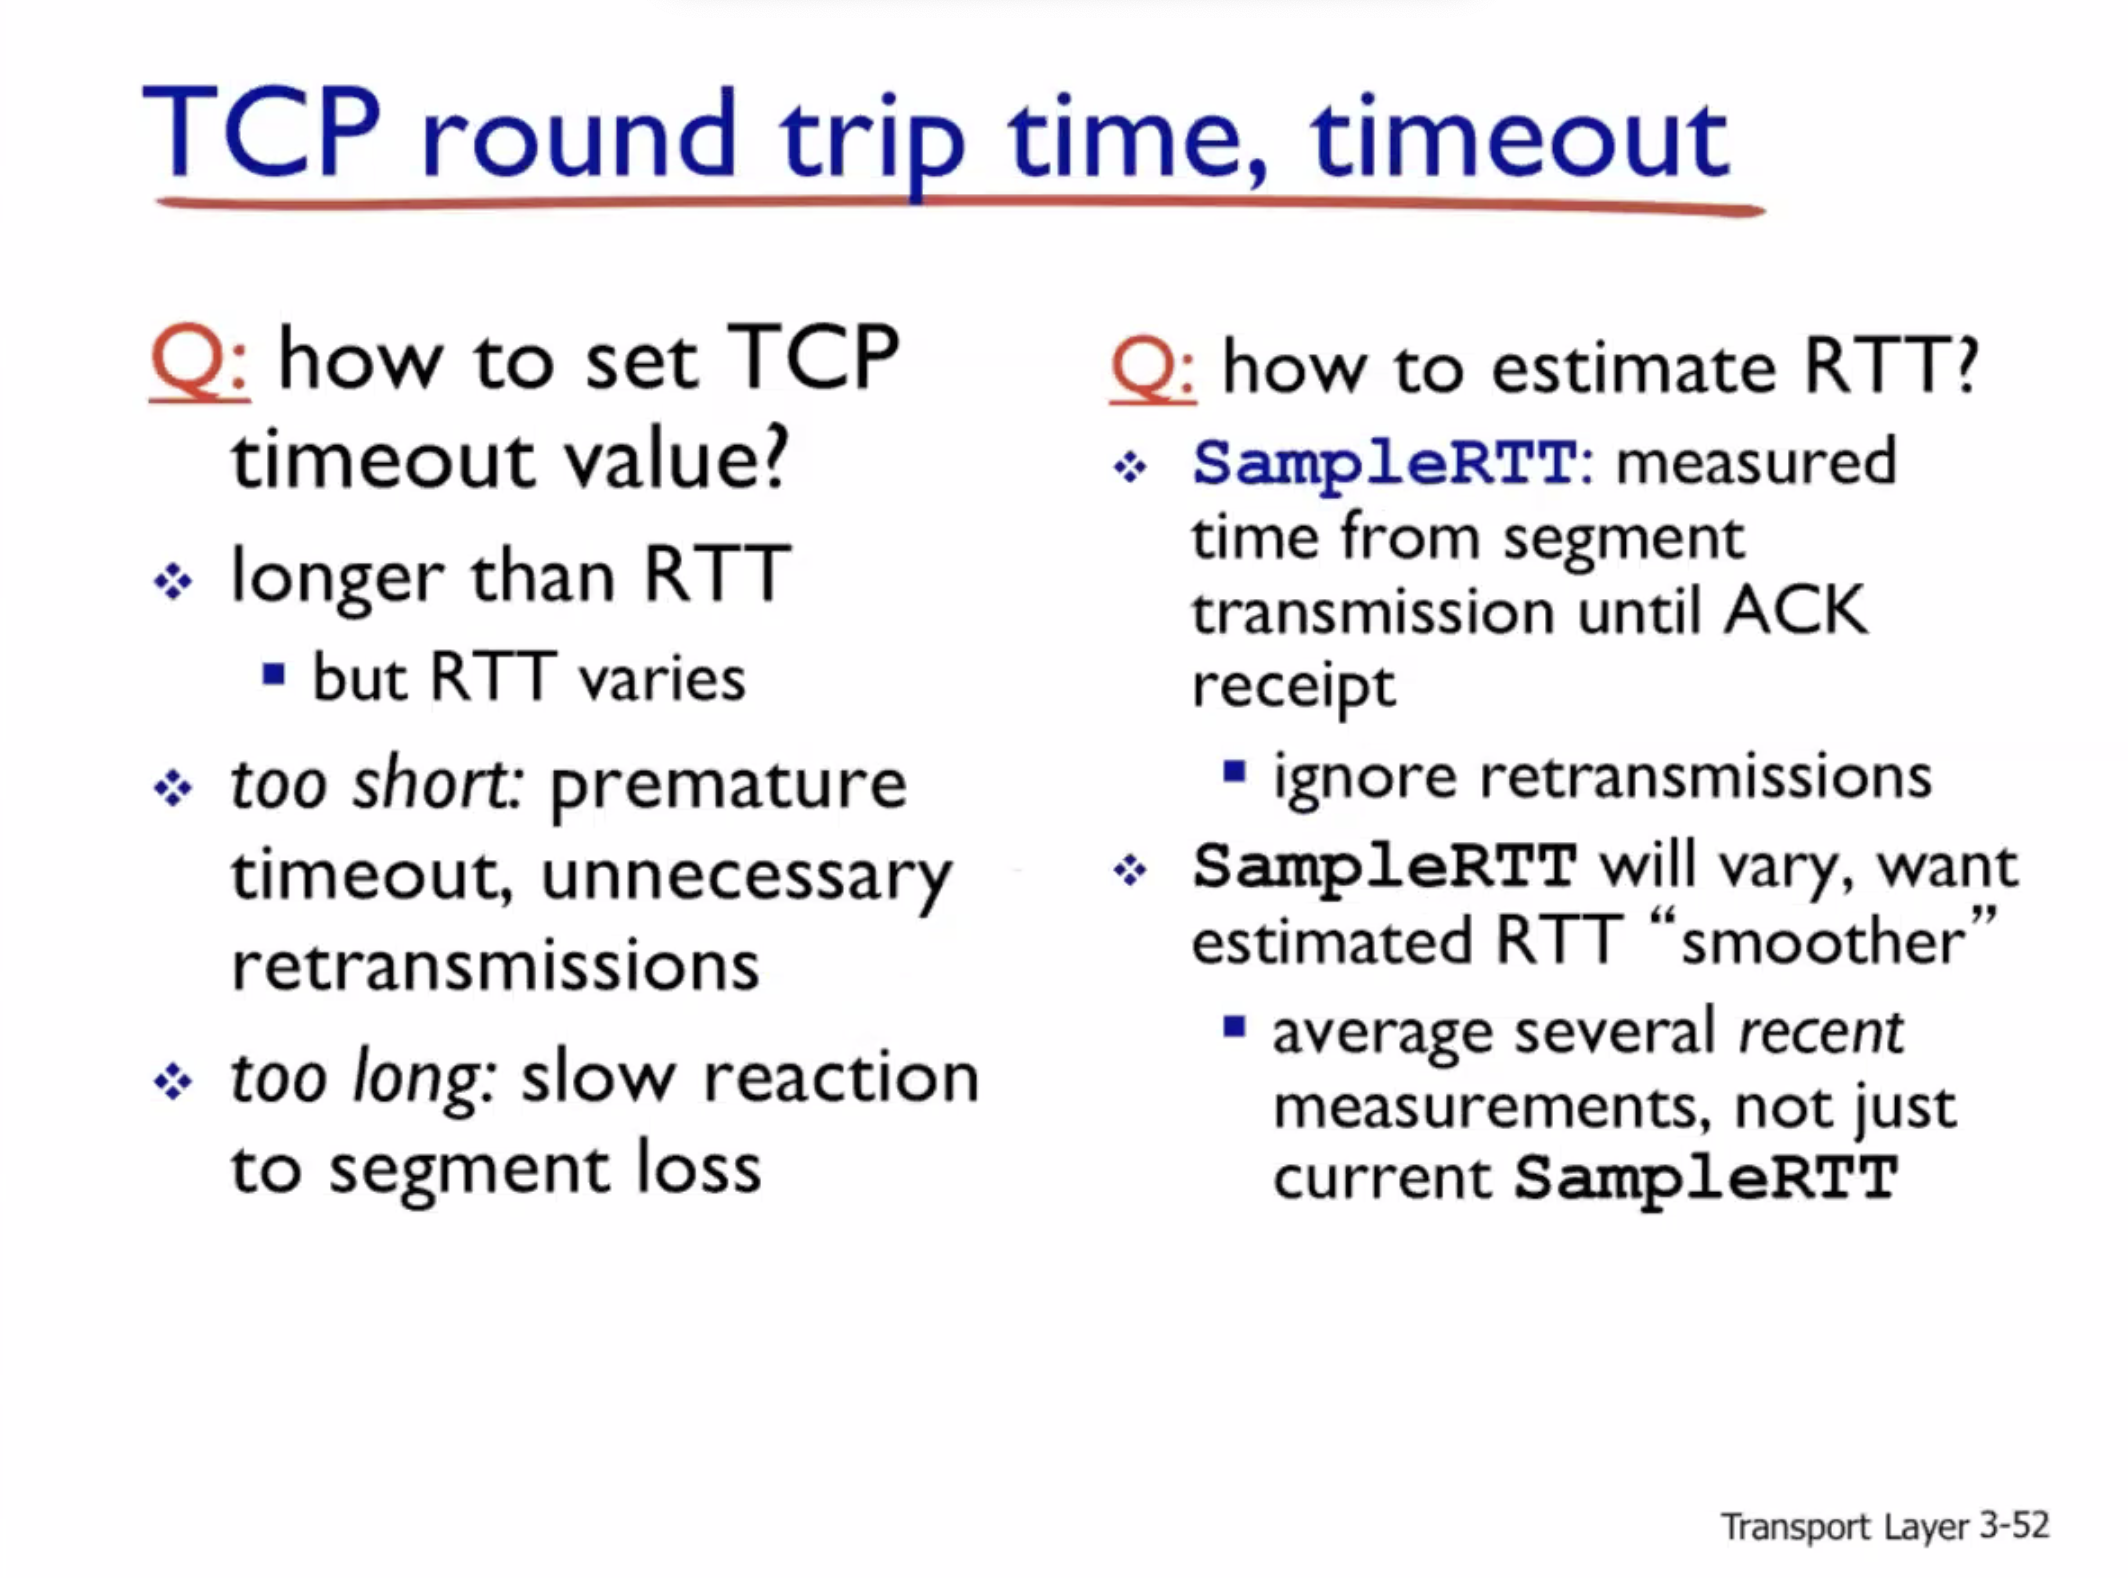 TCP round trip time, timeout
Q: how to set TCP
timeout value?
❖ longer than RTT
▪ but RTT varies
❖ too short: premature
timeout, unnecessary
retransmissions
❖ too long: slow reaction
to segment loss
Q: how to estimate RTT?
❖ SampleRTT: measured
time from segment
transmission until ACK
receipt
▪ ignore retransmissions
❖ SampleRTT will vary, want
estimated RTT “smoother”
▪ average several recent
measurements, not just
current SampleRTT
Transport Layer 3-52